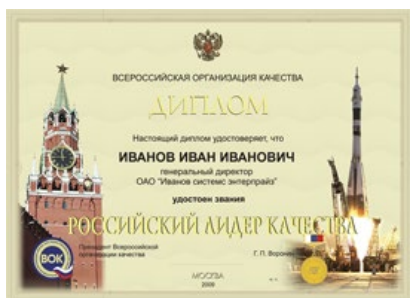 ВСЕРОССИЙСКАЯ ОРГАНИЗАЦИЯ КАЧЕСТВА
ДИПЛОМ
Настоящий диплом удостоверяет, что
ИВАНОВ ИВАН ИВАНОВИЧ
генеральный директор
ОАО "Иванов системс энтерпрайз"
удостоен звания
РОССИЙСКИЙ ЛИДЕР КАЧЕСТВА
Президент Всероссийской
организации качества
Г. П. Воронин
ВОК
МОСКВА
2009